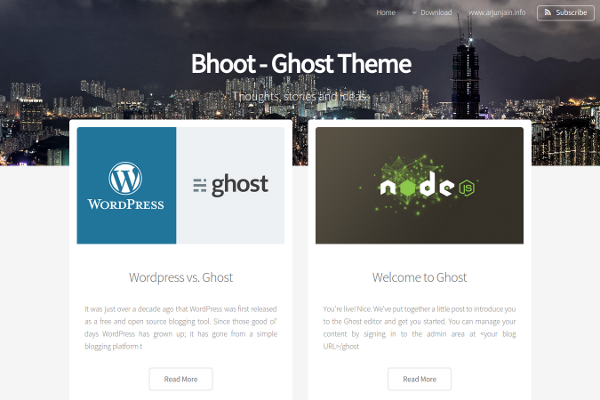 Home Download www.arjunjain.info Subscribe
Bhoot - Ghost Theme
Thoughts, stories and ideas.
WORDPRESS
ghost
node
JS
Wordpress vs. Ghost
It was just over a decade ago that WordPress was first released
as a free and open source blogging tool. Since those good ol'
days WordPress has grown up; it has gone from a simple
blogging platform t
Read More
Welcome to Ghost
You're live! Nice. We've put together a little post to introduce you
to the Ghost editor and get you started. You can manage your
content by signing in to the admin area at <your blog
URL>/ghost
Read More